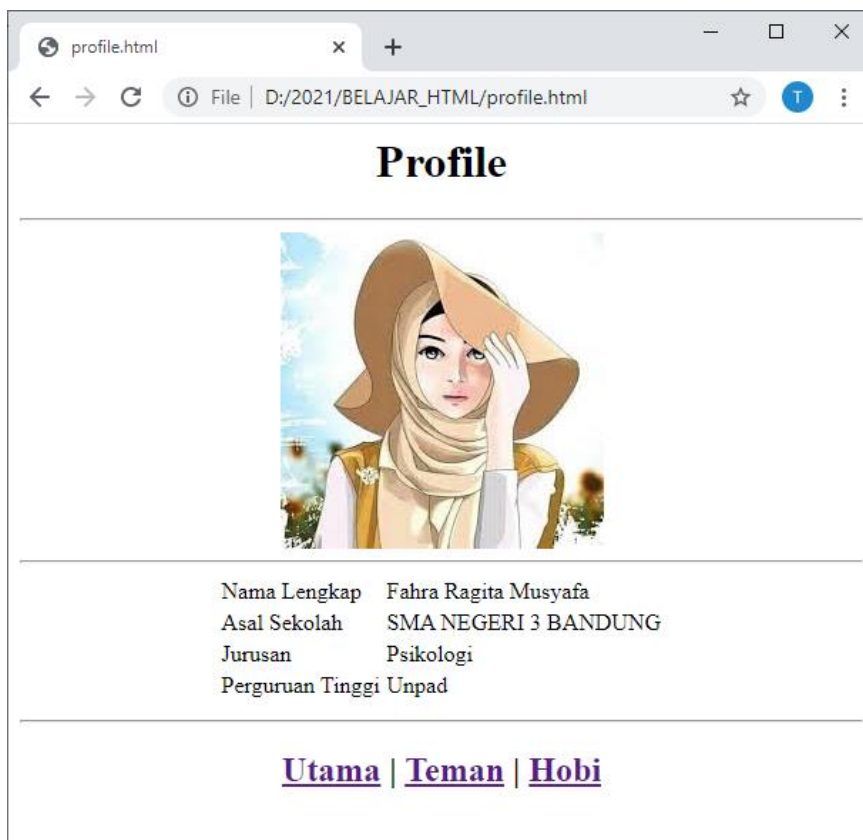 profile.html
File | D:/2021/BELAJAR_HTML/profile.html
T
Profile
Nama Lengkap Fahra Ragita Musyafa
Asal Sekolah SMA NEGERI 3 BANDUNG
Jurusan Psikologi
Perguruan Tinggi Unpad
Utama | Teman | Hobi